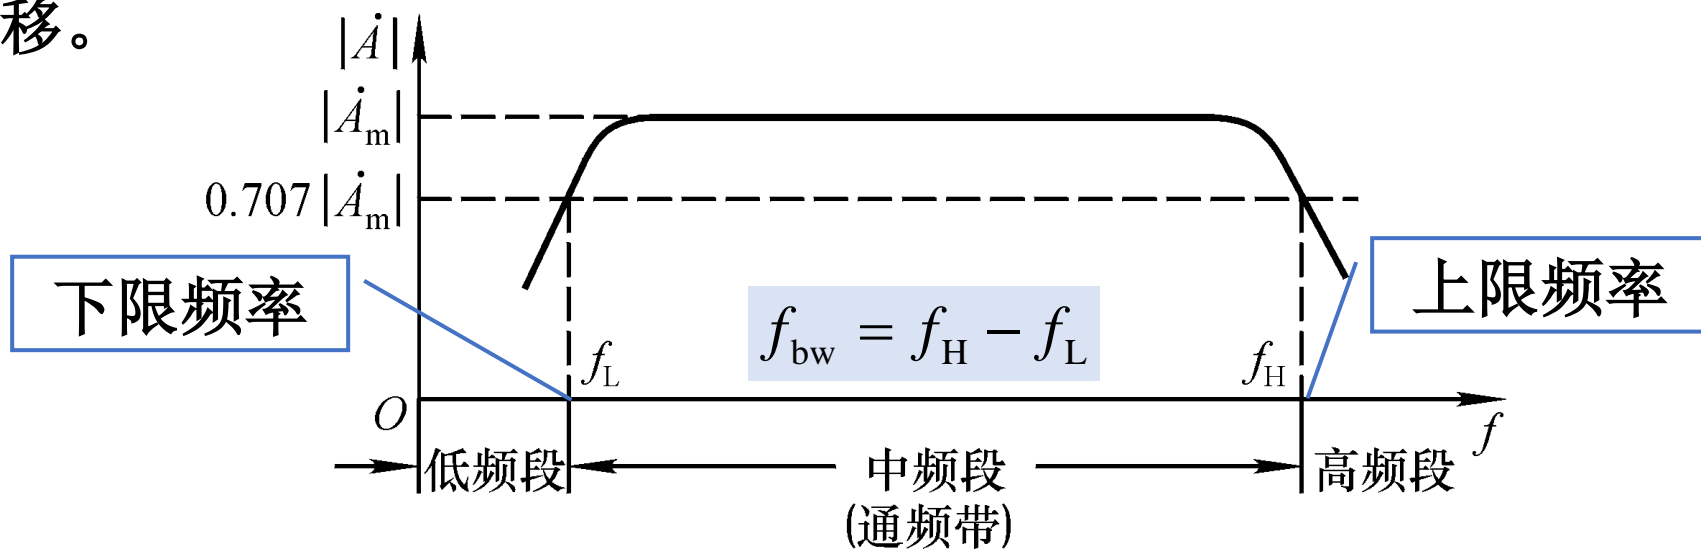 移。
|Ȧ|
|Ȧm|
0.707|Ȧm|
下限频率
上限频率
fbw = fH − fL
fL
fH
O
f
低频段
中频段
高频段
(通频带)